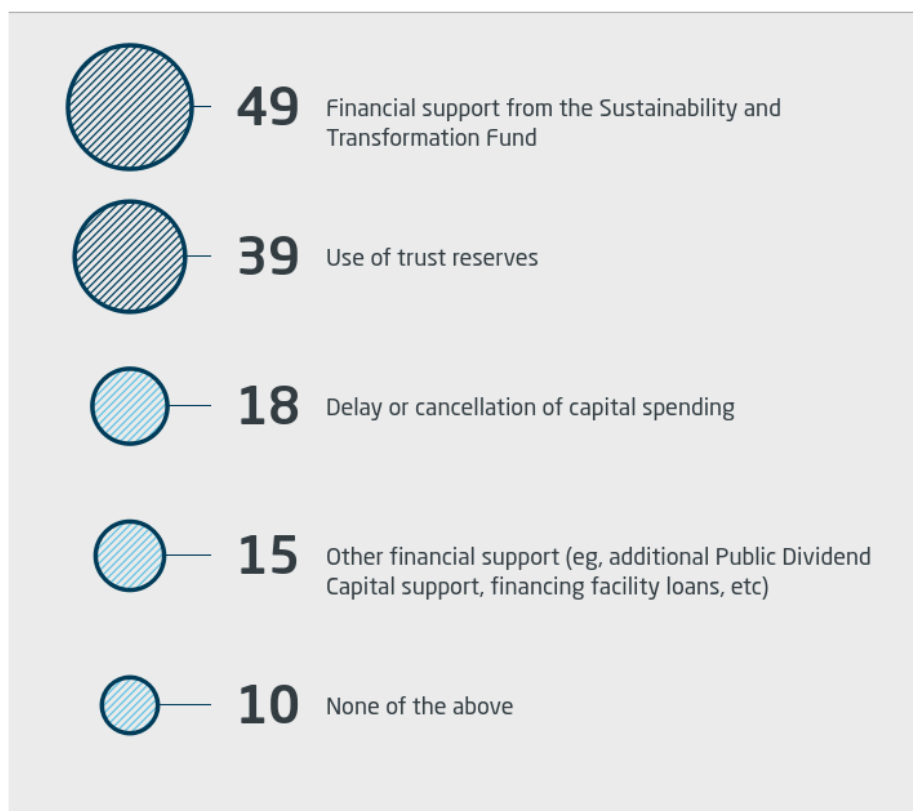 49 Financial support from the Sustainability and
Transformation Fund
39 Use of trust reserves
18 Delay or cancellation of capital spending
15 Other financial support (eg, additional Public Dividend
Capital support, financing facility loans, etc)
10 None of the above